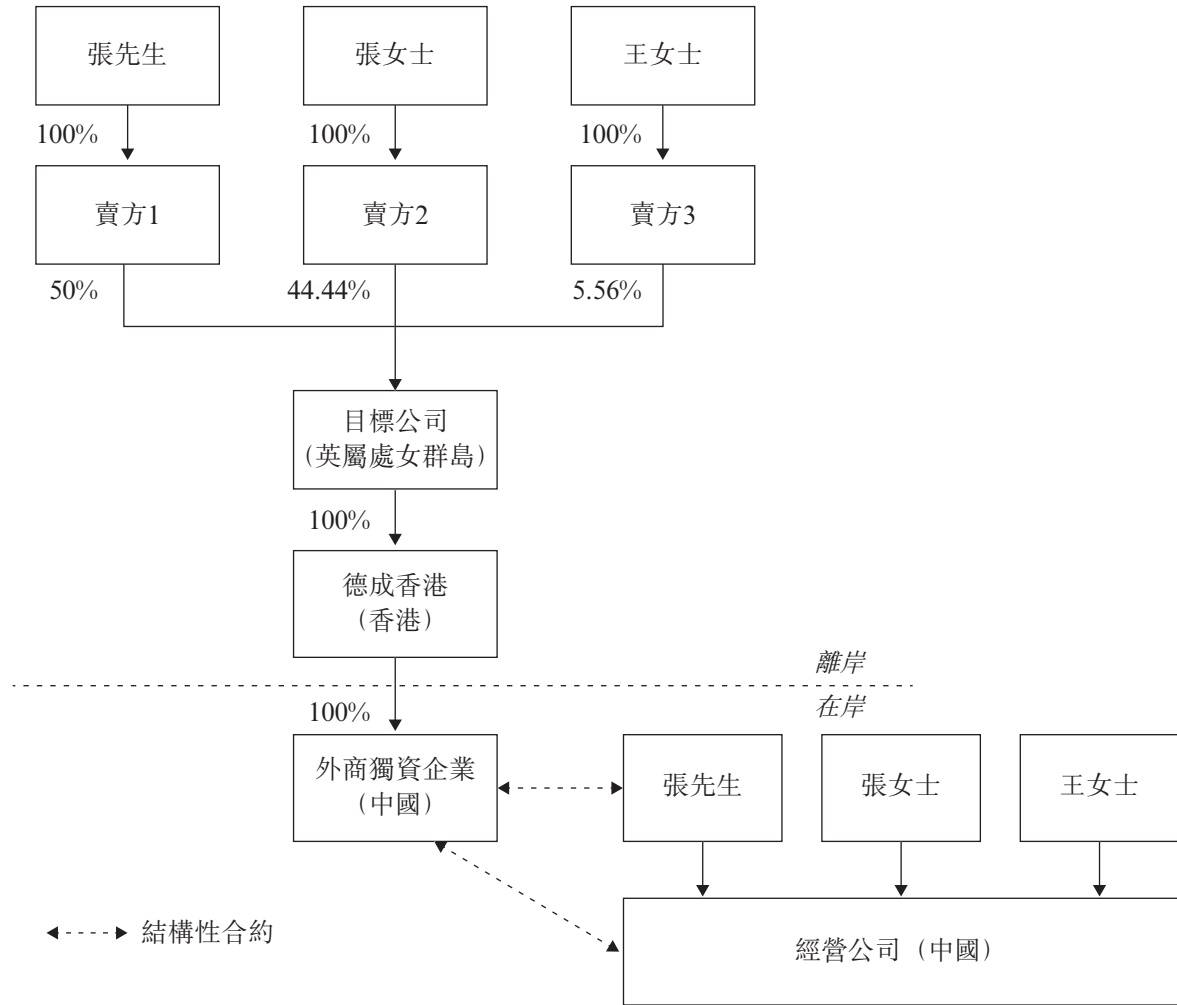 張先生
張女士
王女士
100%
100%
100%
賣方1
賣方2
賣方3
50%
44.44%
5.56%
目標公司
（英屬處女群島）
100%
德成香港
（香港）
離岸
100%
在岸
外商獨資企業
（中國）
張先生
張女士
王女士
結構性合約
經營公司（中國）